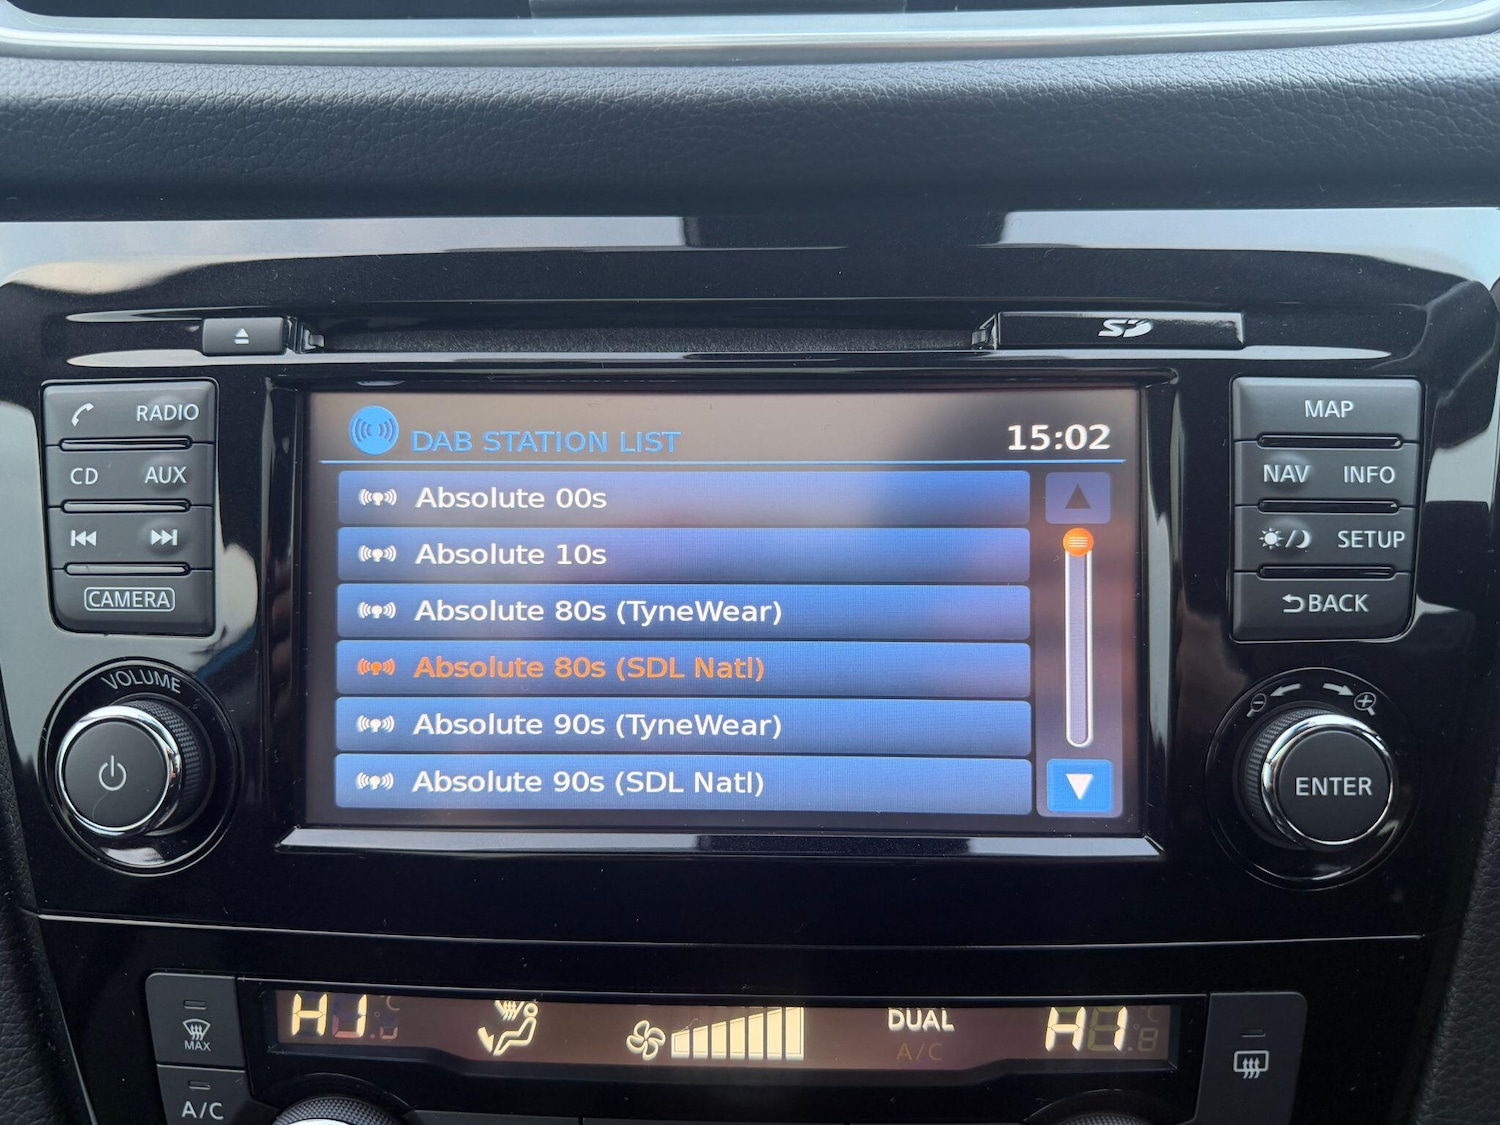 SD
RADIO
CD AUX
CAMERA
VOLUME
DAB STATION LIST 15:02
Absolute 00s
Absolute 10s
Absolute 80s (TyneWear)
Absolute 80s (SDL Natl)
Absolute 90s (TyneWear)
Absolute 90s (SDL Natl)
MAP
NAV INFO
SETUP
BACK
ENTER
MAX
A/C
HI °C
DUAL
A/C
HI °C